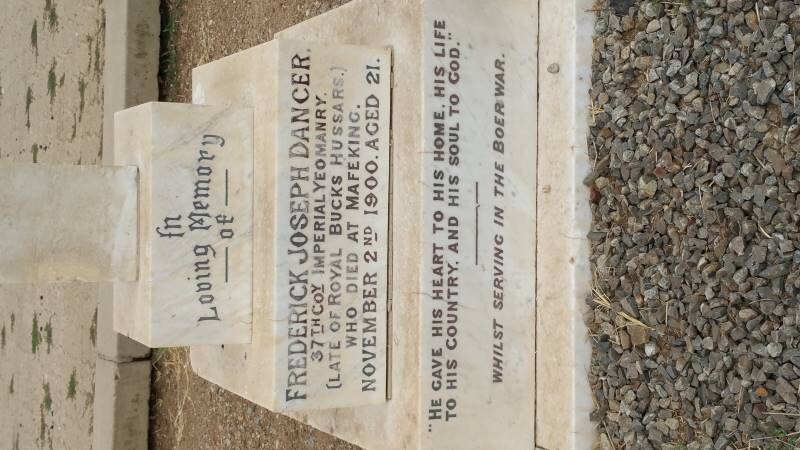 In
Loving Memory
of
FREDERICK JOSEPH DANCER.
37TH COY IMPERIAL YEOMANRY.
(LATE OF ROYAL BUCKS HUSSARS.)
WHO DIED AT MAFEKING.
NOVEMBER 2ND 1900. AGED 21.
"HE GAVE HIS HEART TO HIS HOME, HIS LIFE
TO HIS COUNTRY, AND HIS SOUL TO GOD."
WHILST SERVING IN THE BOER WAR.